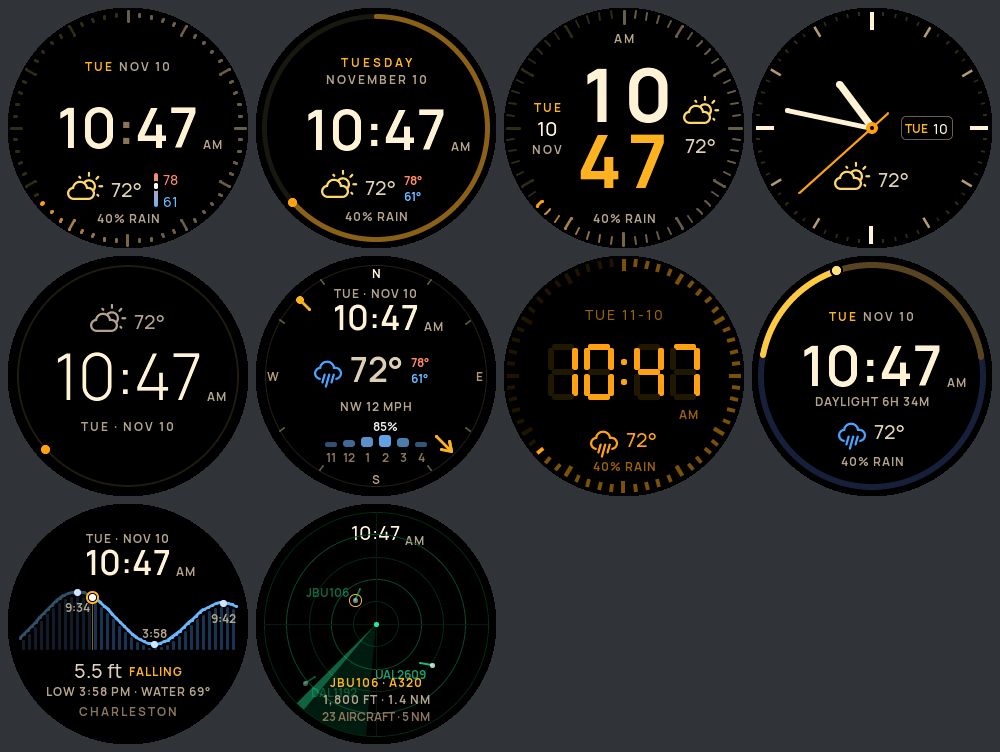 TUE NOV 10
10:47 AM
72° 78
61
40% RAIN
TUESDAY
NOVEMBER 10
10:47 AM
72° 78°
61°
40% RAIN
AM
TUE
10
NOV
10
47
72°
40% RAIN
TUE 10
72°
72°
10:47 AM
TUE · NOV 10
N
TUE · NOV 10
10:47 AM
W
E
72° 78°
61°
NW 12 MPH
85%
11 12 1 2 3 4
S
TUE 11-10
10:47
AM
72°
40% RAIN
TUE NOV 10
10:47 AM
DAYLIGHT 6H 34M
72°
40% RAIN
TUE · NOV 10
10:47 AM
9:34
3:58
9:42
5.5 ft FALLING
LOW 3:58 PM · WATER 69°
CHARLESTON
10:47 AM
JBU106
UAL2609
JBU106 · A320
1,800 FT · 1.4 NM
23 AIRCRAFT · 5 NM